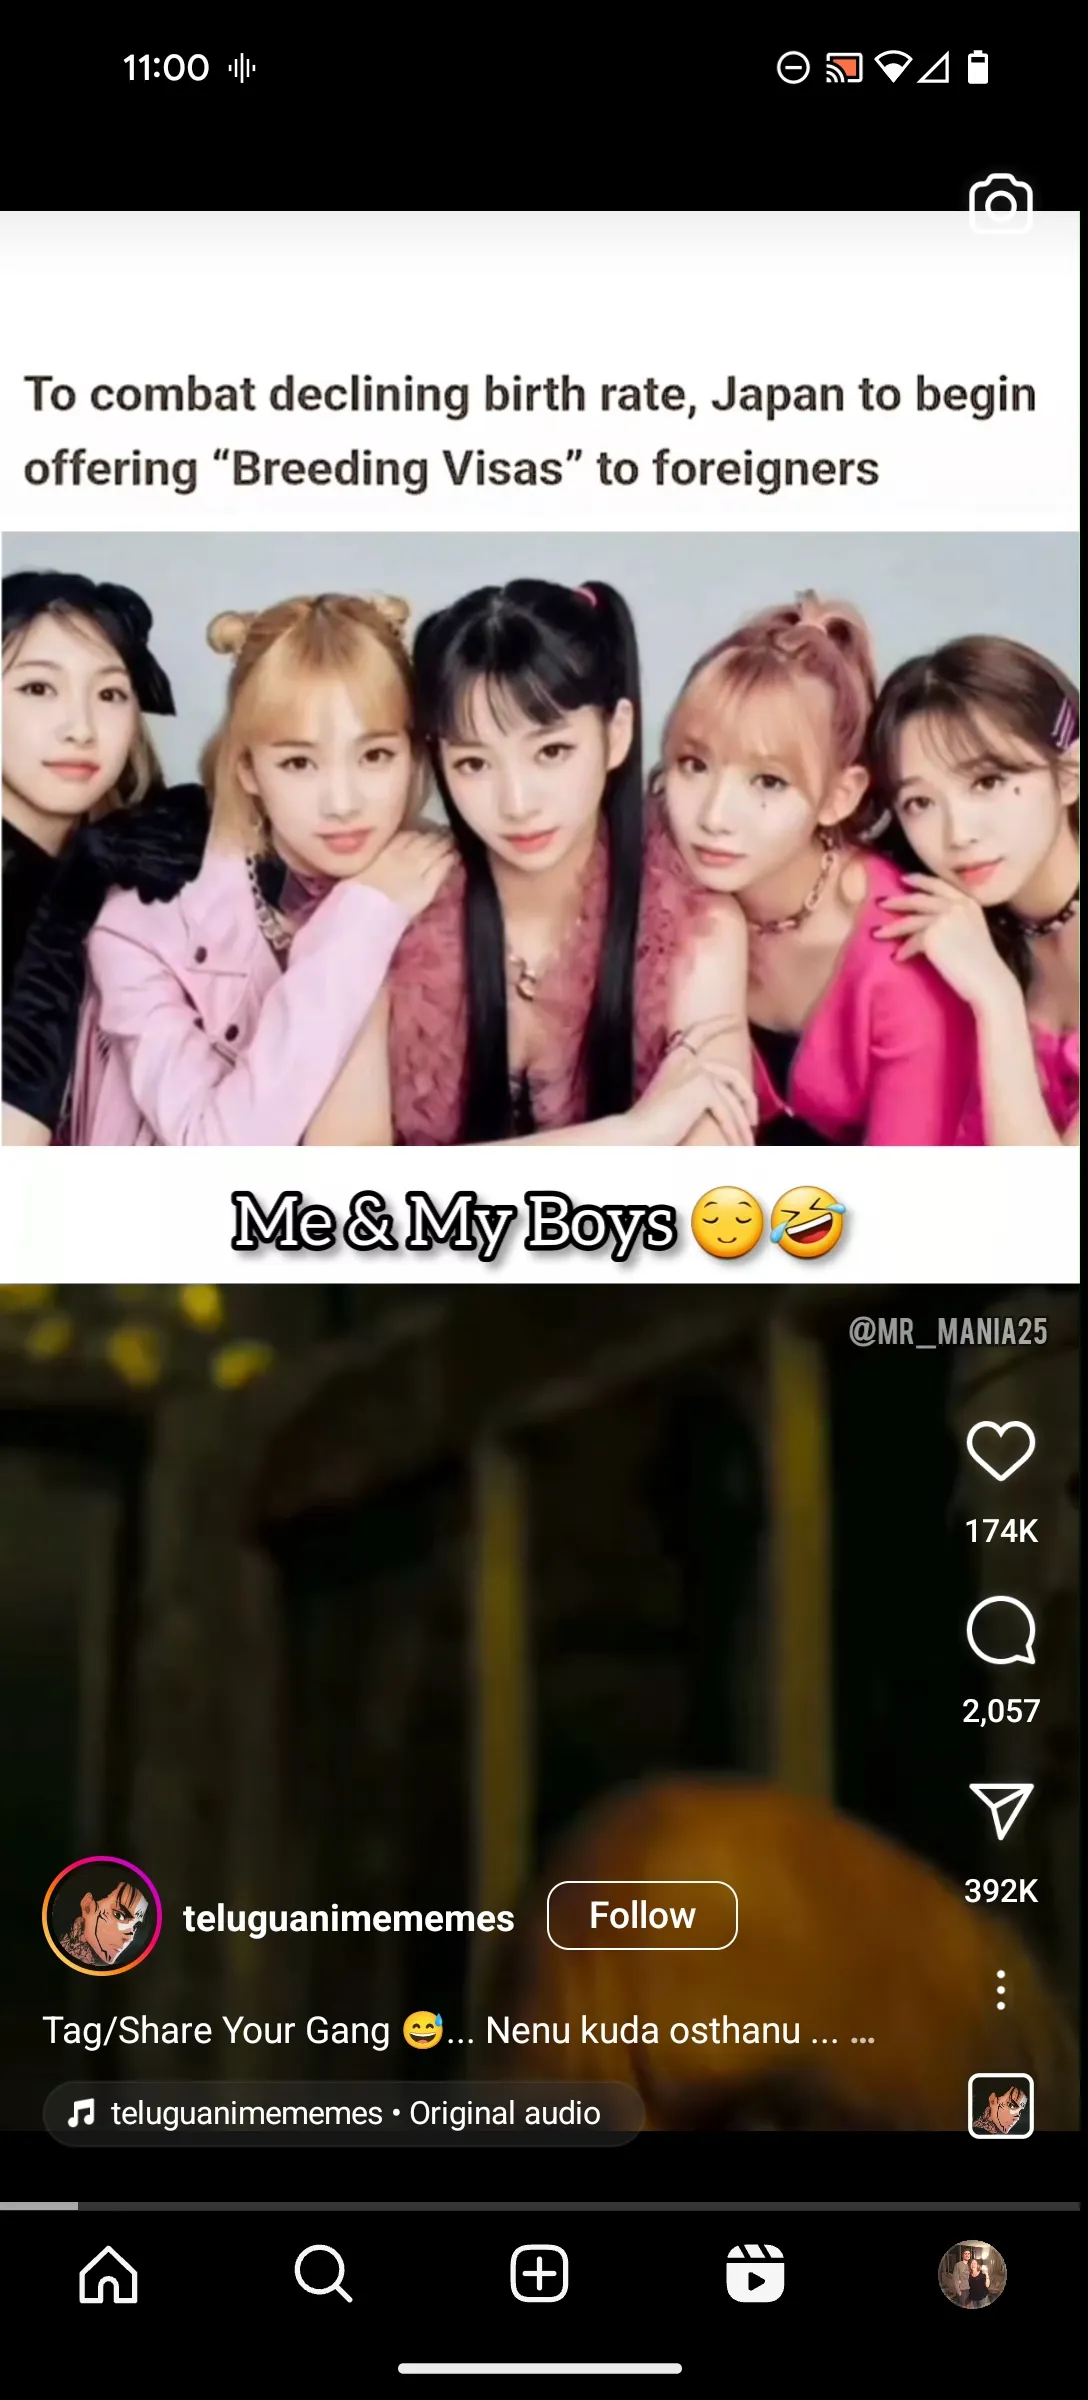 11:00
To combat declining birth rate, Japan to begin
offering “Breeding Visas” to foreigners
Me & My Boys 😌🤣
@MR_MANIA25
174K
2,057
392K
teluguanimememes
Follow
Tag/Share Your Gang 😅... Nenu kuda osthanu ... ...
teluguanimememes • Original audio